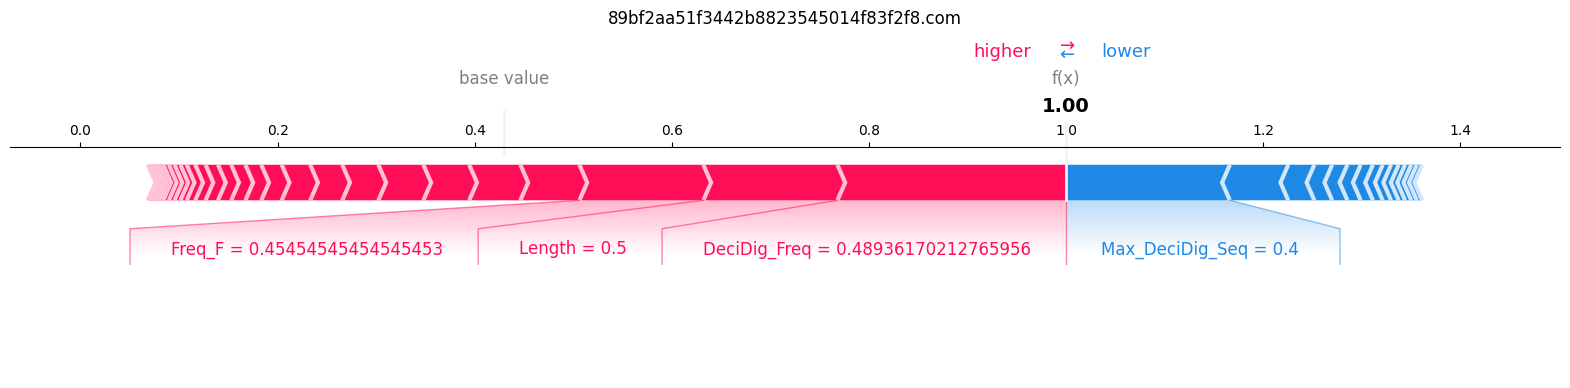 89bf2aa51f3442b8823545014f83f2f8.com
higher ⇄ lower
base value f(x)
1.00
0.0 0.2 0.4 0.6 0.8 1.0 1.2 1.4
Freq_F = 0.45454545454545453 Length = 0.5 DeciDig_Freq = 0.48936170212765956 Max_DeciDig_Seq = 0.4